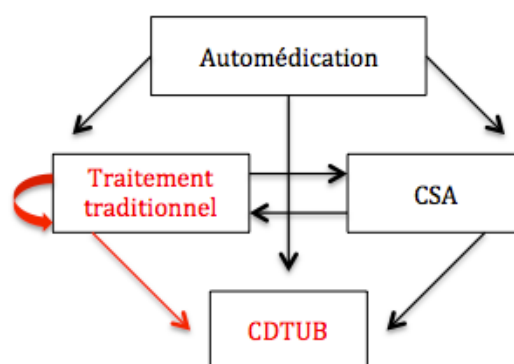 Automédication
Traitement
traditionnel
CSA
CDTUB